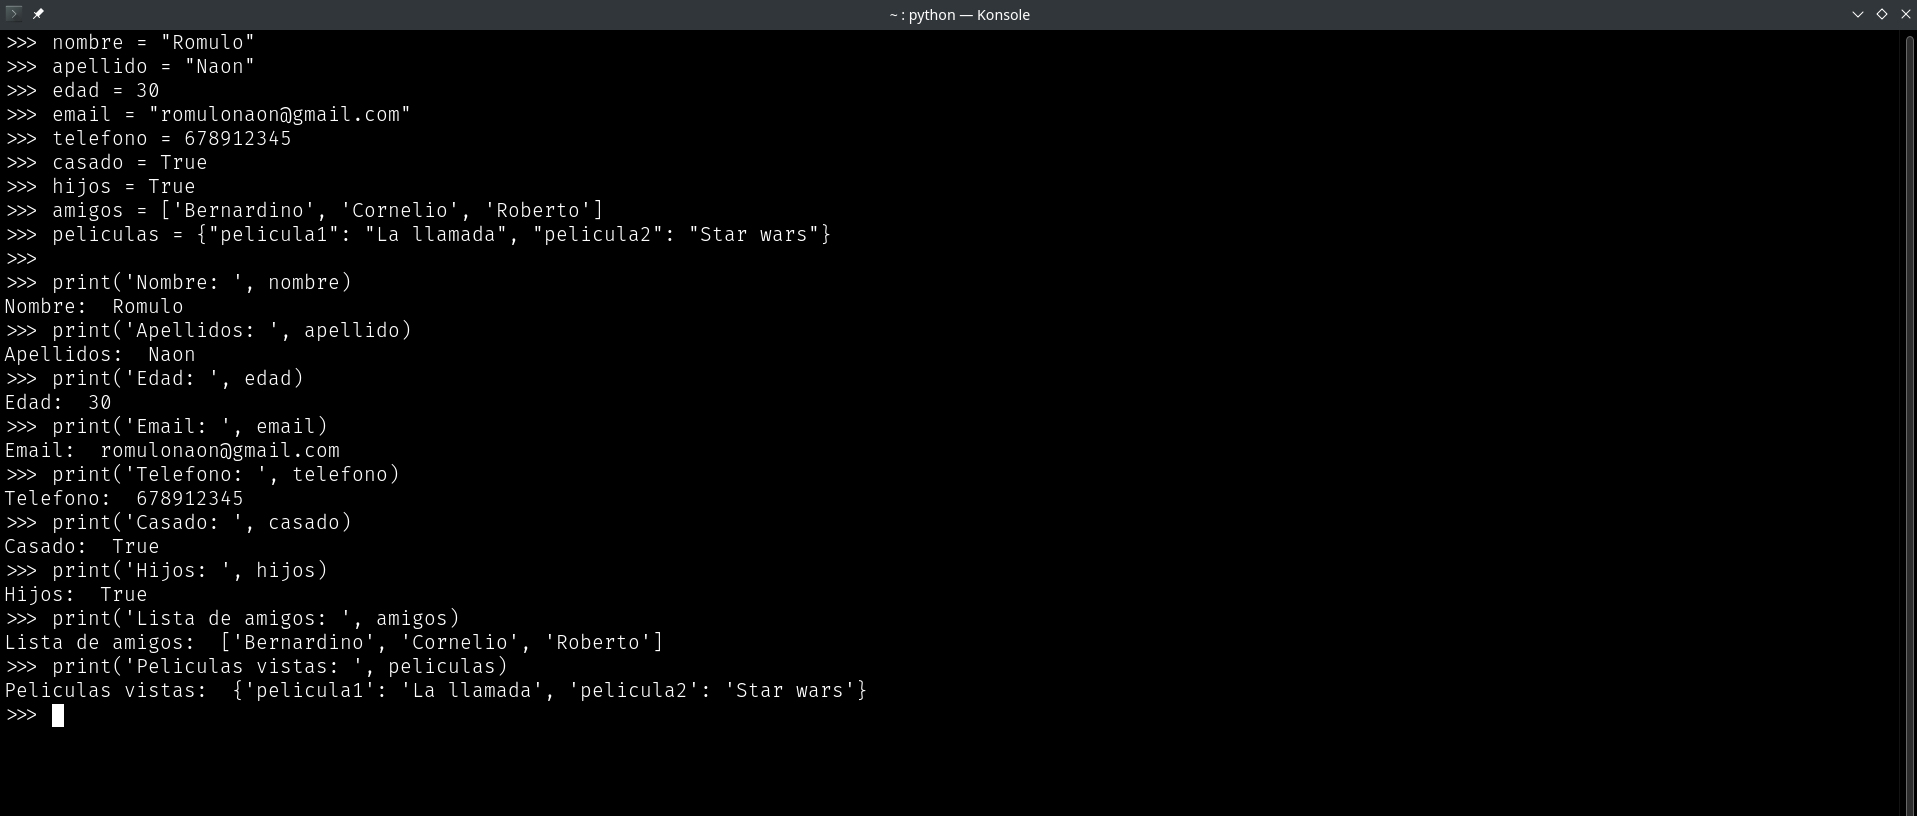 ~ : python — Konsole
>>> nombre = "Romulo"
>>> apellido = "Naon"
>>> edad = 30
>>> email = "romulonaon@gmail.com"
>>> telefono = 678912345
>>> casado = True
>>> hijos = True
>>> amigos = ['Bernardino', 'Cornelio', 'Roberto']
>>> peliculas = {"pelicula1": "La llamada", "pelicula2": "Star wars"}
>>>
>>> print('Nombre: ', nombre)
Nombre:  Romulo
>>> print('Apellidos: ', apellido)
Apellidos:  Naon
>>> print('Edad: ', edad)
Edad:  30
>>> print('Email: ', email)
Email:  romulonaon@gmail.com
>>> print('Telefono: ', telefono)
Telefono:  678912345
>>> print('Casado: ', casado)
Casado:  True
>>> print('Hijos: ', hijos)
Hijos:  True
>>> print('Lista de amigos: ', amigos)
Lista de amigos:  ['Bernardino', 'Cornelio', 'Roberto']
>>> print('Peliculas vistas: ', peliculas)
Peliculas vistas:  {'pelicula1': 'La llamada', 'pelicula2': 'Star wars'}
>>>